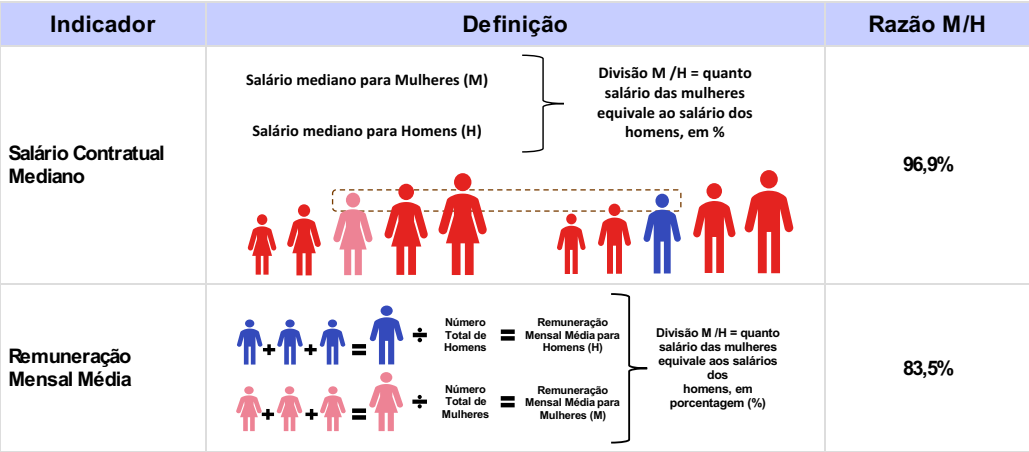 Indicador
Definição
Razão M/H
Salário Contratual
Mediano
Salário mediano para Mulheres (M)
Salário mediano para Homens (H)
Divisão M /H = quanto
salário das mulheres
equivale ao salário dos
homens, em %
96,9%
Remuneração
Mensal Média
+ + = ÷
Número
Total de
Homens
=
Remuneração
Mensal Média para
Homens (H)
+ + = ÷
Número
Total de
Mulheres
=
Remuneração
Mensal Média para
Mulheres (M)
Divisão M /H = quanto
salário das mulheres
equivale aos salários
dos
homens, em
porcentagem (%)
83,5%